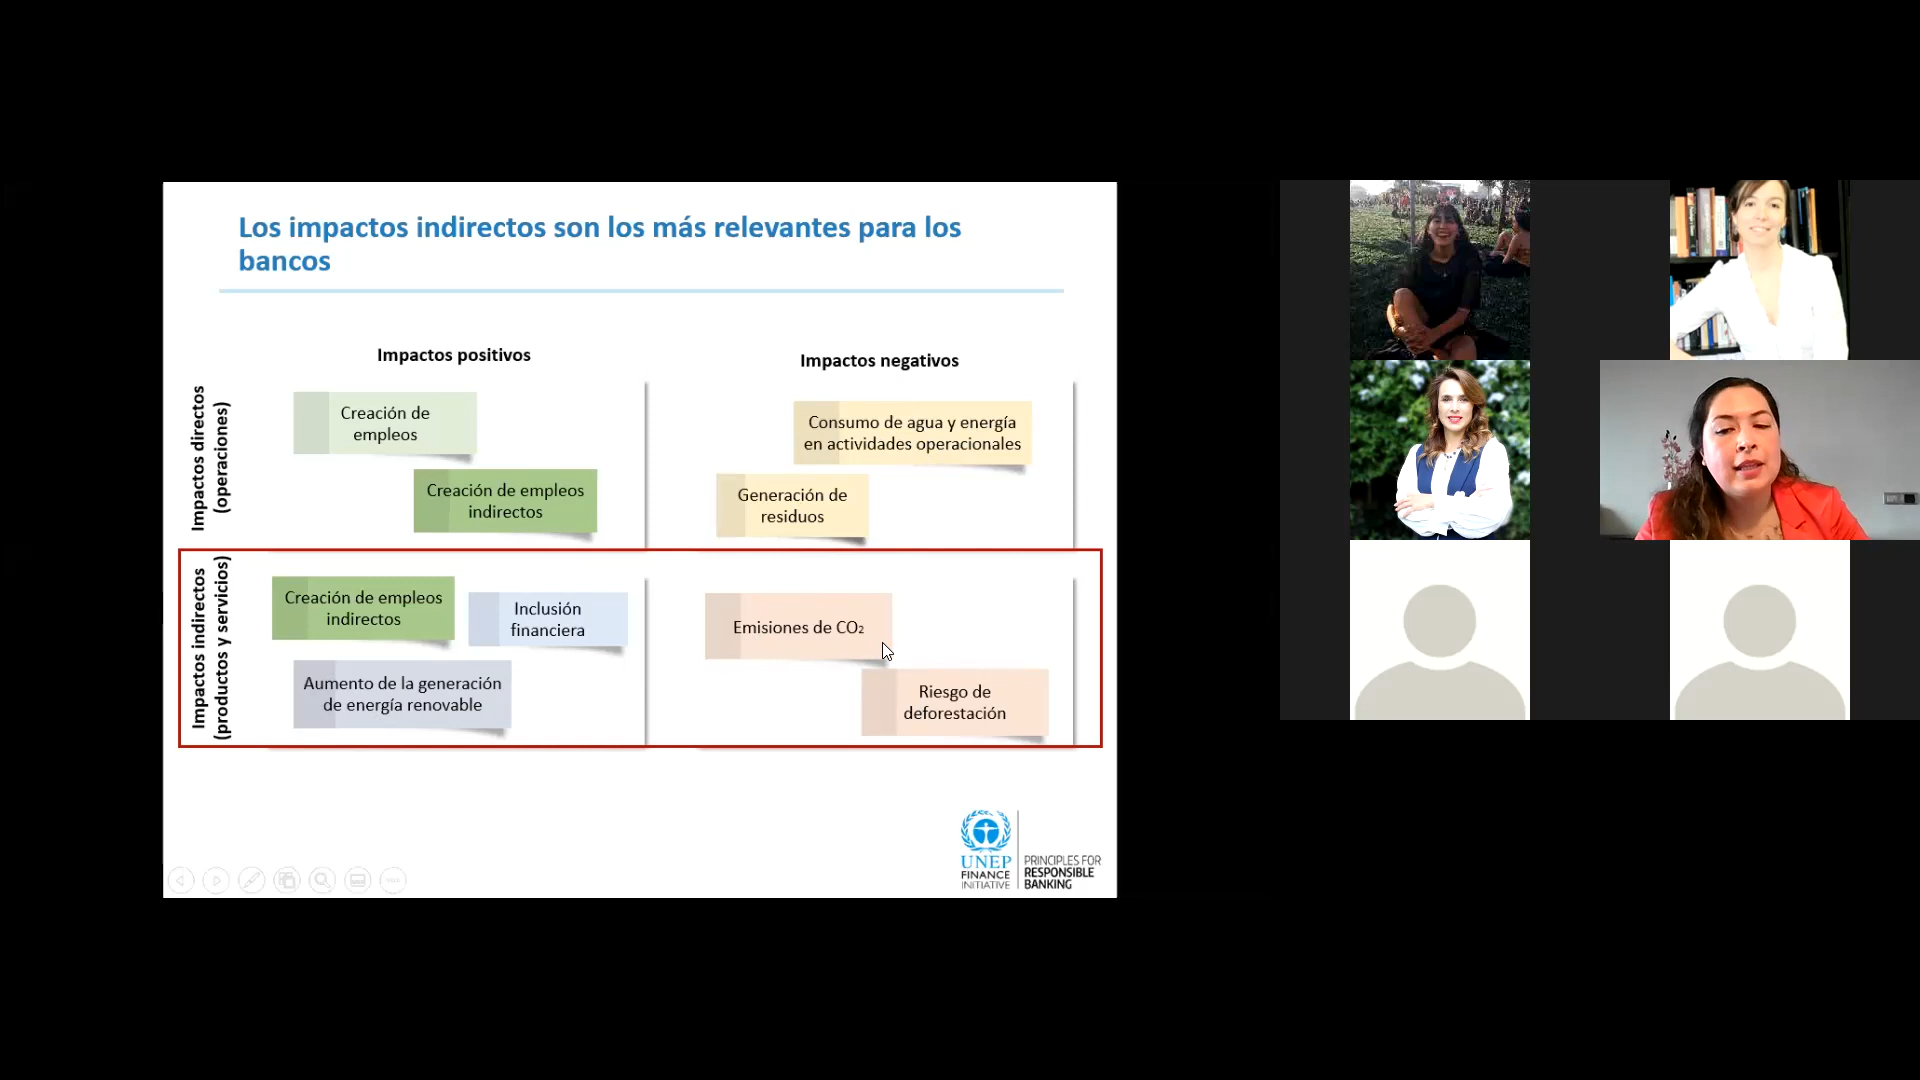 Los impactos indirectos son los más relevantes para los
bancos
Impactos positivos
Impactos negativos
Impactos directos
(operaciones)
Creación de
empleos
Creación de empleos
indirectos
Consumo de agua y energía
en actividades operacionales
Generación de
residuos
Impactos indirectos
(productos y servicios)
Creación de empleos
indirectos
Inclusión
financiera
Aumento de la generación
de energía renovable
Emisiones de CO₂
Riesgo de
deforestación
UNEP
FINANCE
INITIATIVE
PRINCIPLES FOR
RESPONSIBLE
BANKING